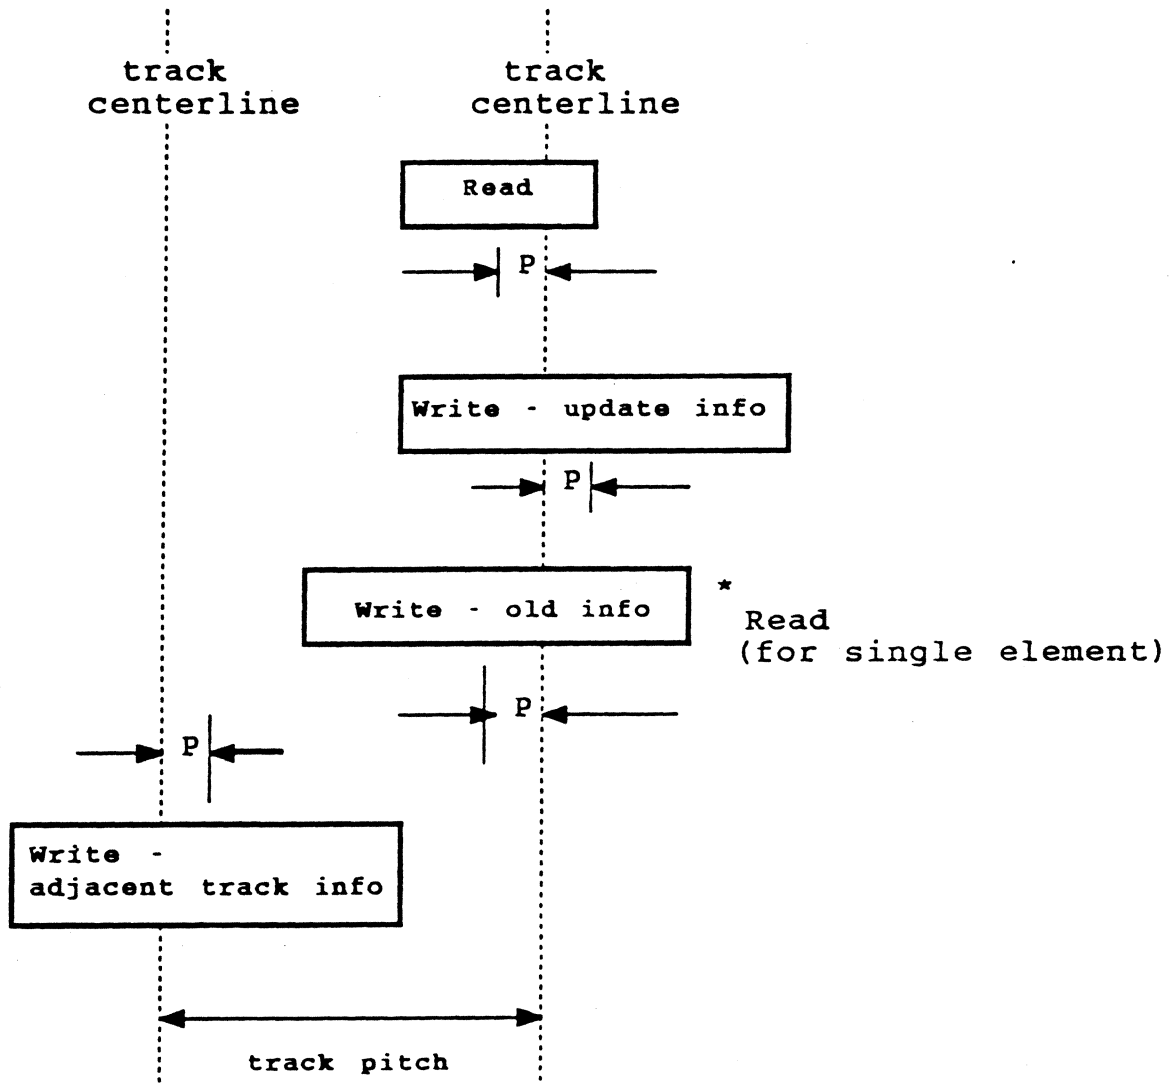 track
centerline
track
centerline
Read
P
Write - update info
P
Write - old info
*
Read
(for single element)
P
P
Write -
adjacent track info
track pitch